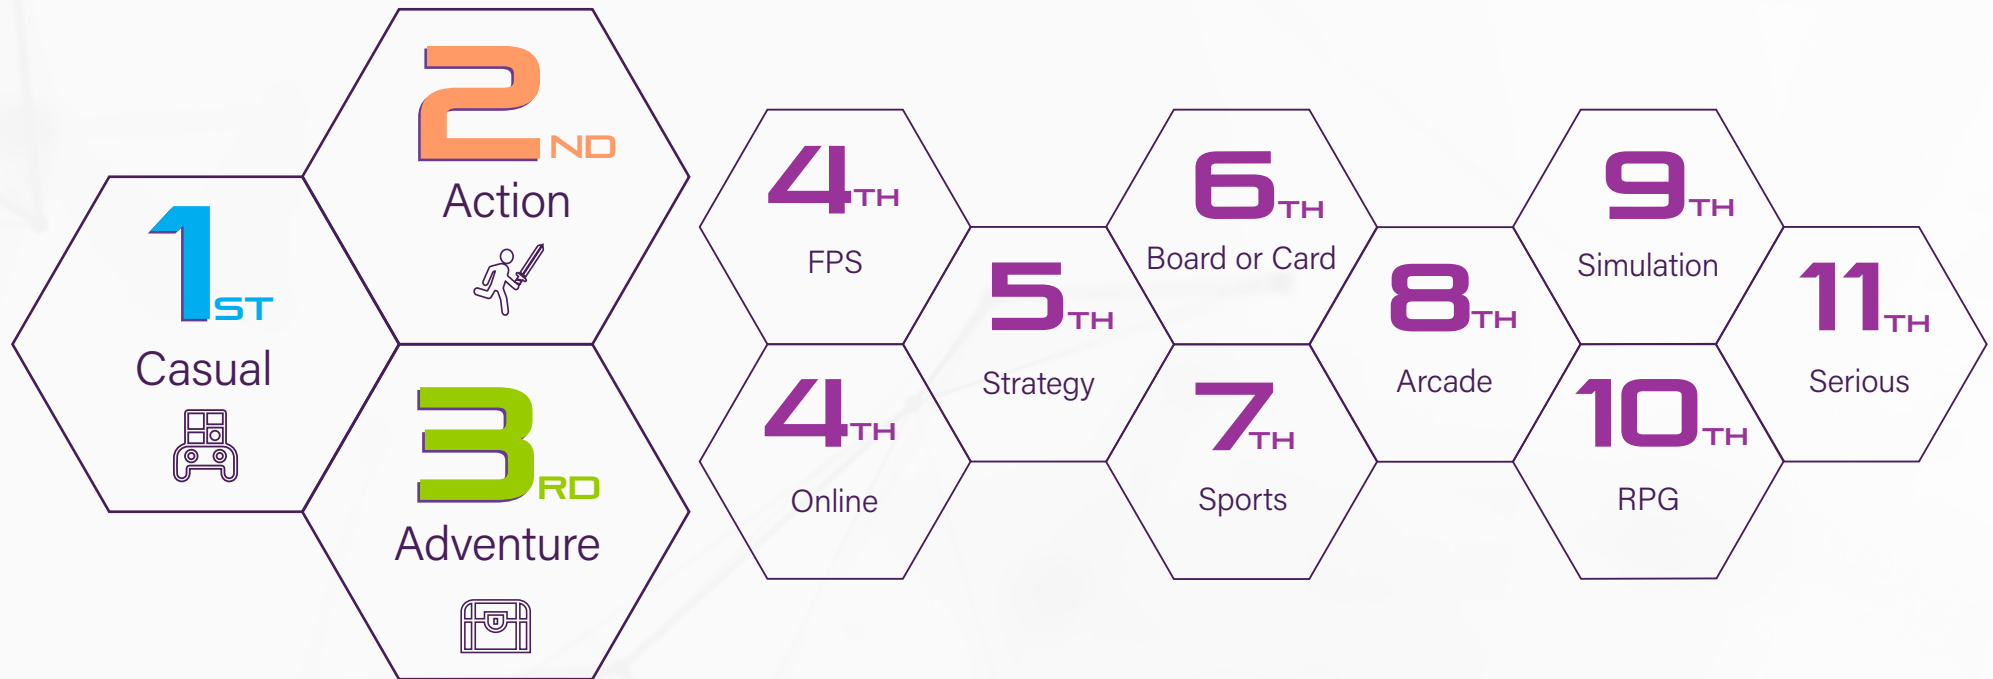 1ST
Casual
2ND
Action
3RD
Adventure
4TH
FPS
4TH
Online
5TH
Strategy
6TH
Board or Card
7TH
Sports
8TH
Arcade
9TH
Simulation
10TH
RPG
11TH
Serious